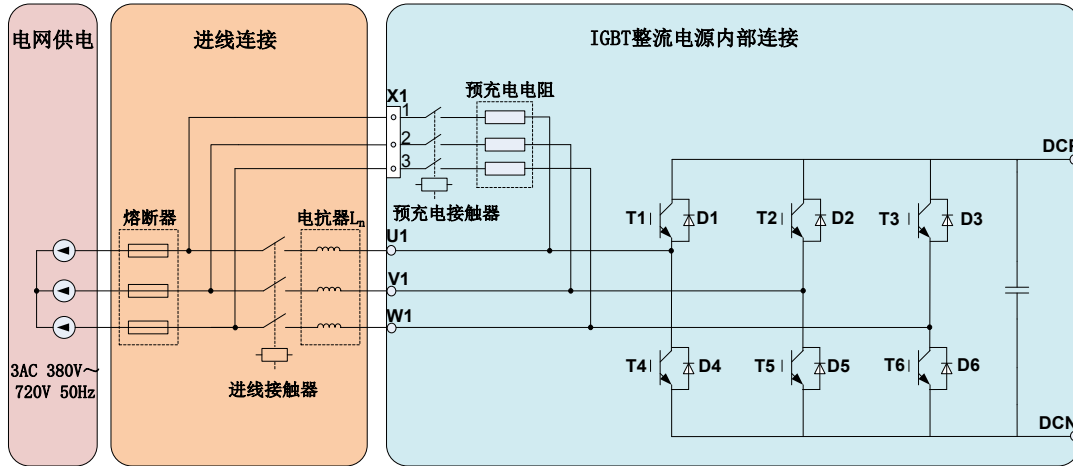 电网供电
进线连接
IGBT整流电源内部连接
预充电电阻
X1
1
2
3
预充电接触器
熔断器
电抗器Ln
U1
V1
W1
进线接触器
3AC 380V~
720V 50Hz
DCP
T1
D1
T2
D2
T3
D3
T4
D4
T5
D5
T6
D6
DCN